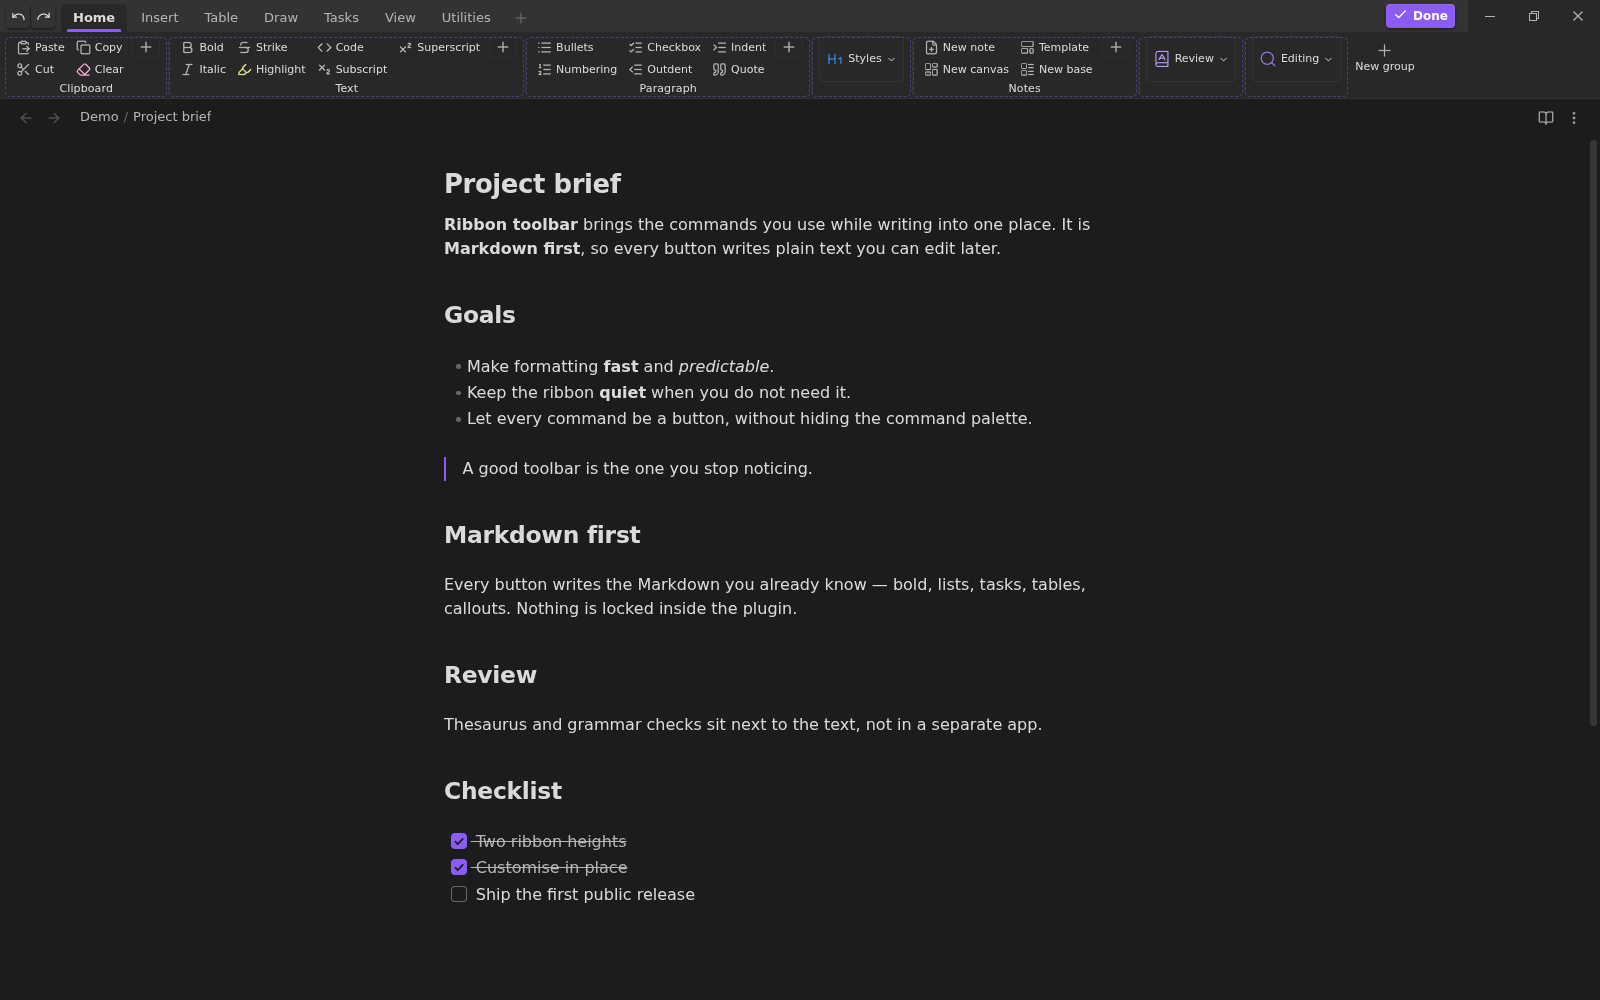 Home Insert Table Draw Tasks View Utilities Done
Paste Copy Bold Strike Code Superscript Bullets Checkbox Indent New note Template
Styles Review Editing
Cut Clear Italic Highlight Subscript Numbering Outdent Quote New canvas New base New group
Clipboard Text Paragraph Notes
Demo / Project brief
Project brief
Ribbon toolbar brings the commands you use while writing into one place. It is
Markdown first, so every button writes plain text you can edit later.
Goals
Make formatting fast and predictable.
Keep the ribbon quiet when you do not need it.
Let every command be a button, without hiding the command palette.
A good toolbar is the one you stop noticing.
Markdown first
Every button writes the Markdown you already know — bold, lists, tasks, tables,
callouts. Nothing is locked inside the plugin.
Review
Thesaurus and grammar checks sit next to the text, not in a separate app.
Checklist
Two ribbon heights
Customise in place
Ship the first public release